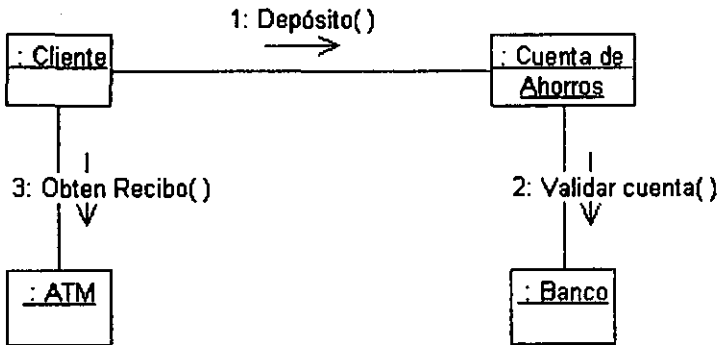 1: Depósito( )
: Cliente
: Cuenta de
Ahorros
3: Obten Recibo( )
2: Validar cuenta( )
: ATM
: Banco